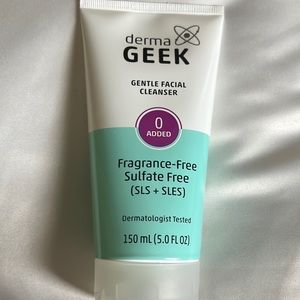 derma
GEEK
GENTLE FACIAL
CLEANSER
0
ADDED
Fragrance-Free
Sulfate Free
(SLS + SLES)
Dermatologist Tested
150 mL (5.0 FL OZ)